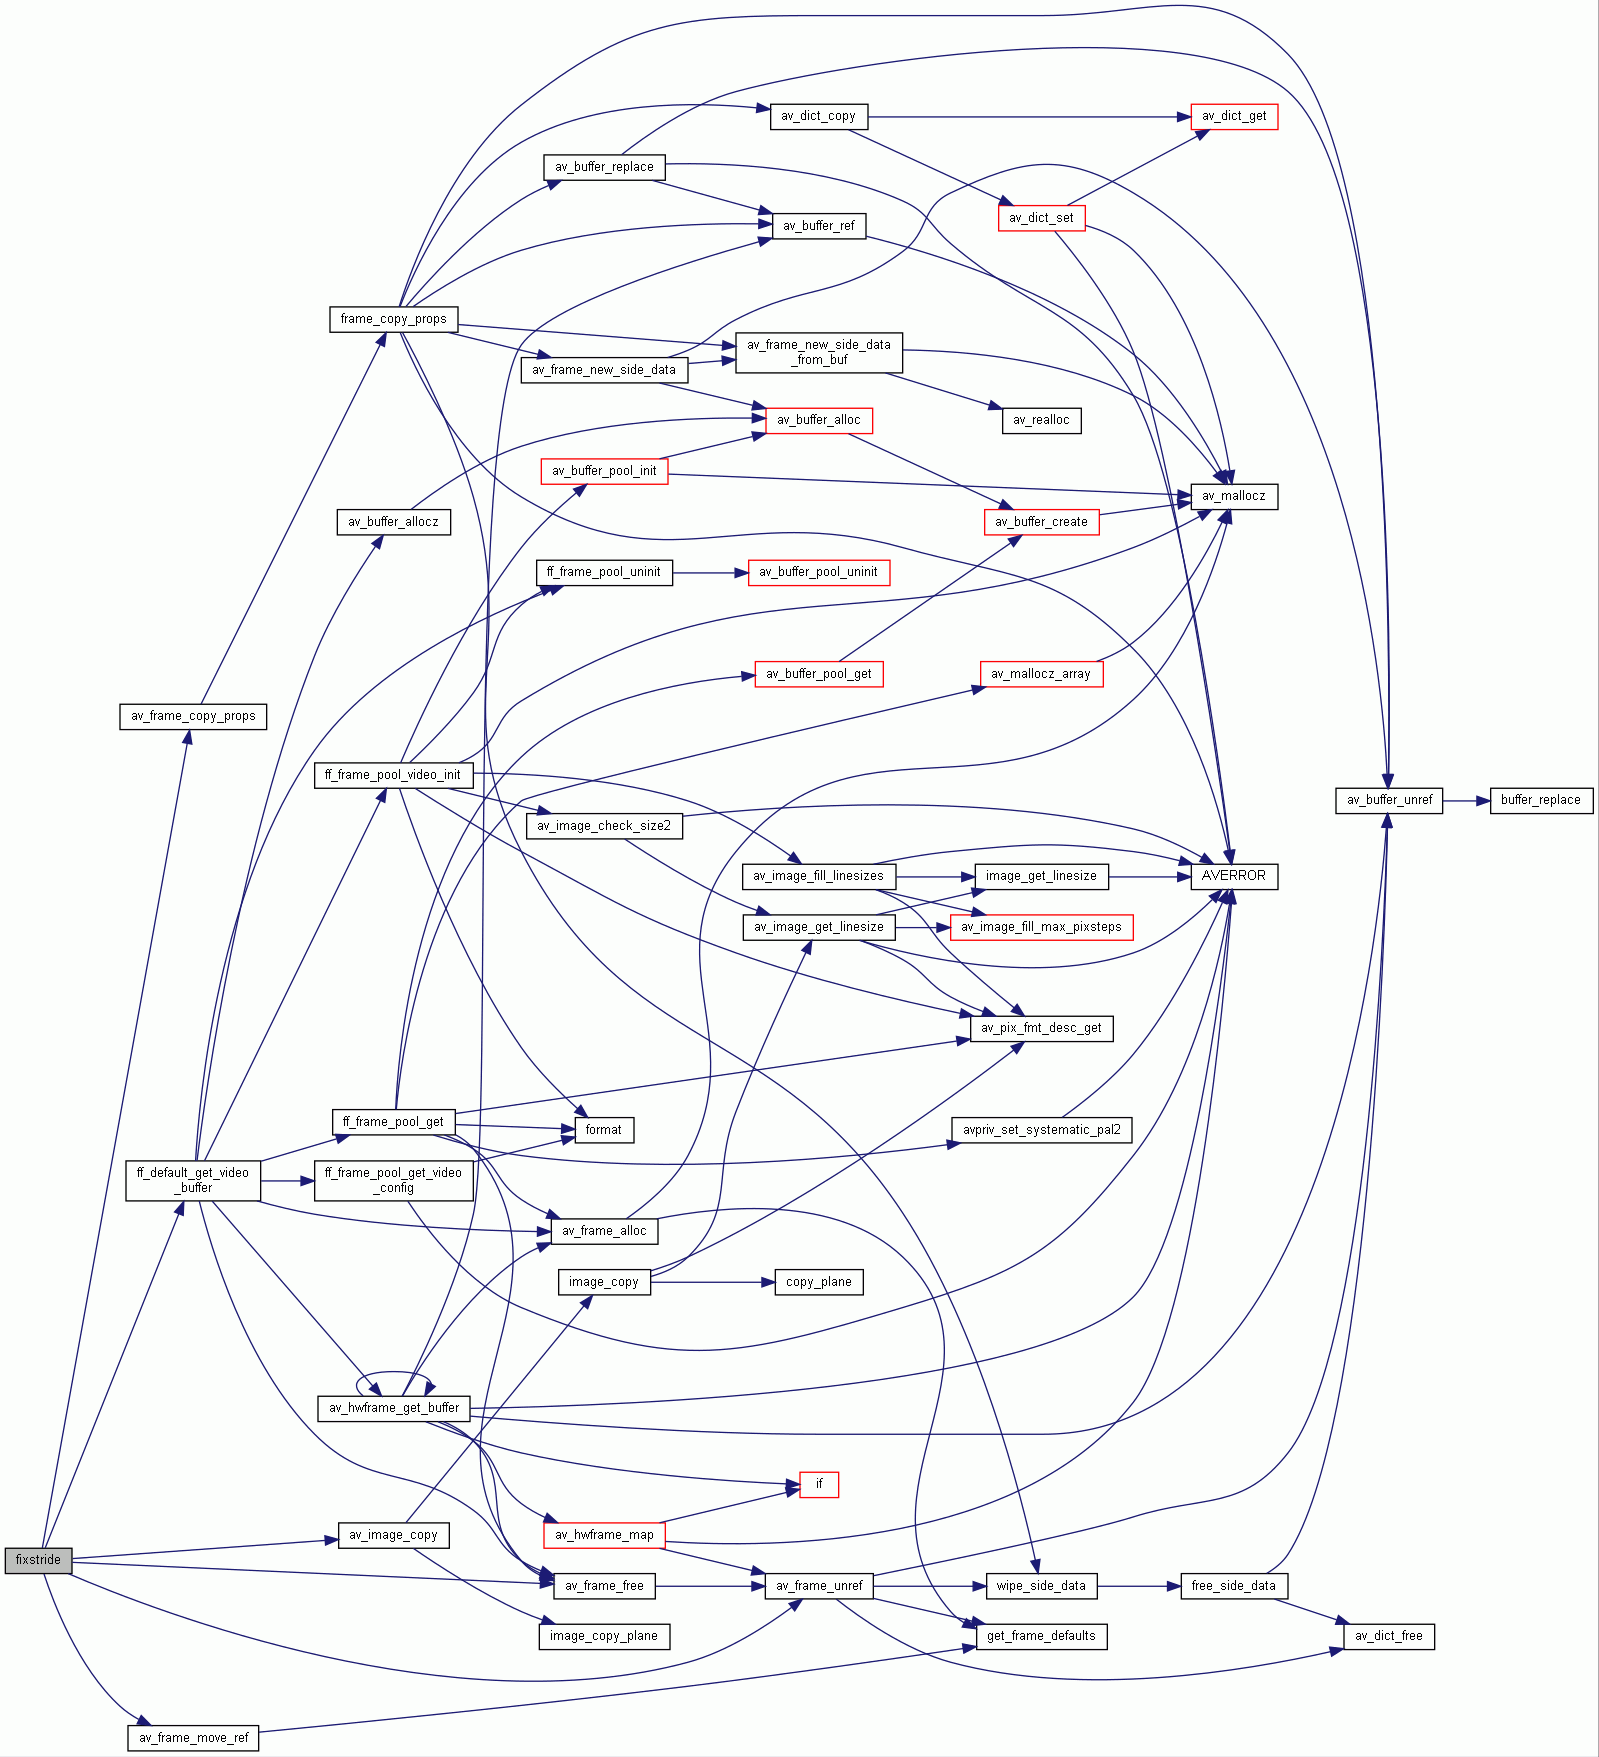 av_dict_copy
av_dict_get
av_buffer_replace
av_dict_set
av_buffer_ref
frame_copy_props
av_frame_new_side_data
_from_buf
av_frame_new_side_data
av_buffer_alloc
av_realloc
av_buffer_pool_init
av_mallocz
av_buffer_allocz
av_buffer_create
ff_frame_pool_uninit
av_buffer_pool_uninit
av_buffer_pool_get
av_mallocz_array
av_frame_copy_props
ff_frame_pool_video_init
av_buffer_unref
buffer_replace
av_image_check_size2
av_image_fill_linesizes
image_get_linesize
AVERROR
av_image_get_linesize
av_image_fill_max_pixsteps
av_pix_fmt_desc_get
ff_frame_pool_get
format
avpriv_set_systematic_pal2
ff_default_get_video
_buffer
ff_frame_pool_get_video
_config
av_frame_alloc
image_copy
copy_plane
av_hwframe_get_buffer
if
av_image_copy
av_hwframe_map
fixstride
av_frame_free
av_frame_unref
wipe_side_data
free_side_data
image_copy_plane
get_frame_defaults
av_dict_free
av_frame_move_ref